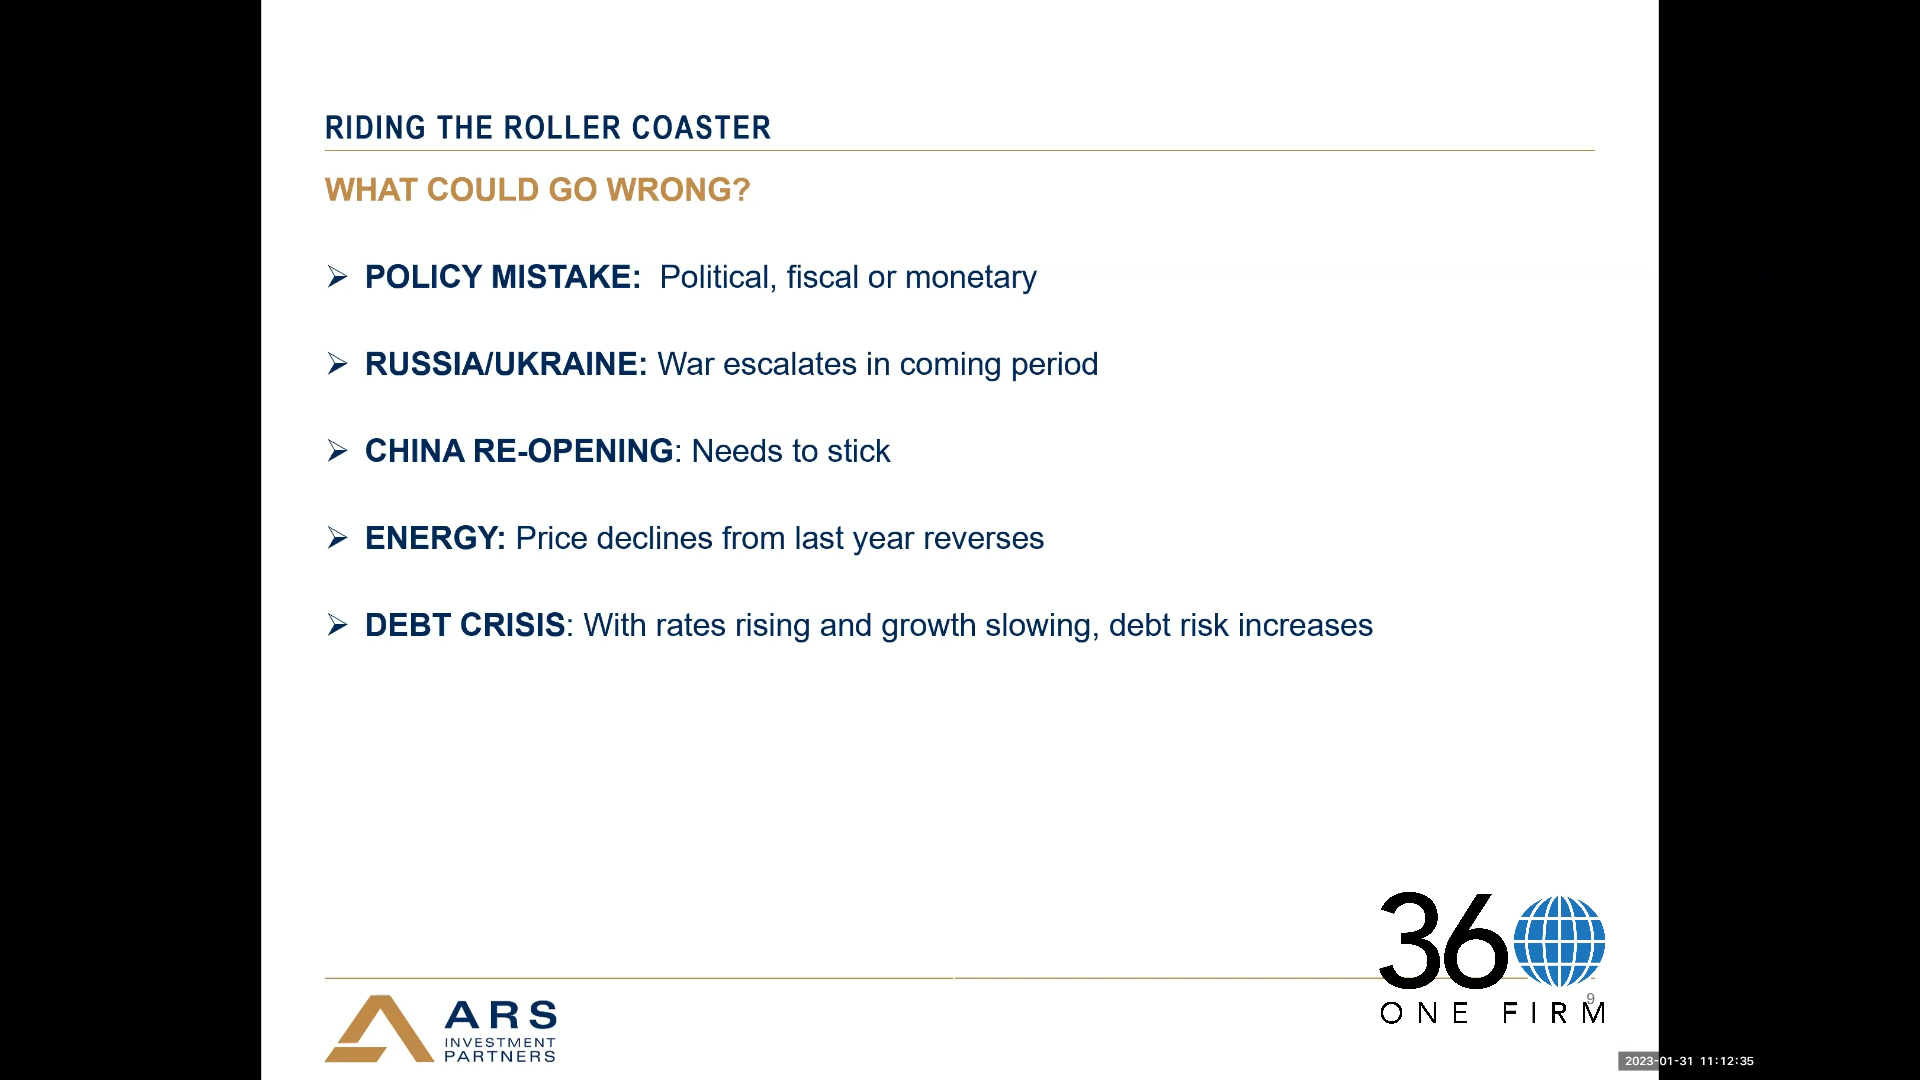 RIDING THE ROLLER COASTER
WHAT COULD GO WRONG?
➢ POLICY MISTAKE:  Political, fiscal or monetary
➢ RUSSIA/UKRAINE: War escalates in coming period
➢ CHINA RE-OPENING: Needs to stick
➢ ENERGY: Price declines from last year reverses
➢ DEBT CRISIS: With rates rising and growth slowing, debt risk increases
ARS
INVESTMENT
PARTNERS
360
ONE FIRM
9
2023-01-31 11:12:35